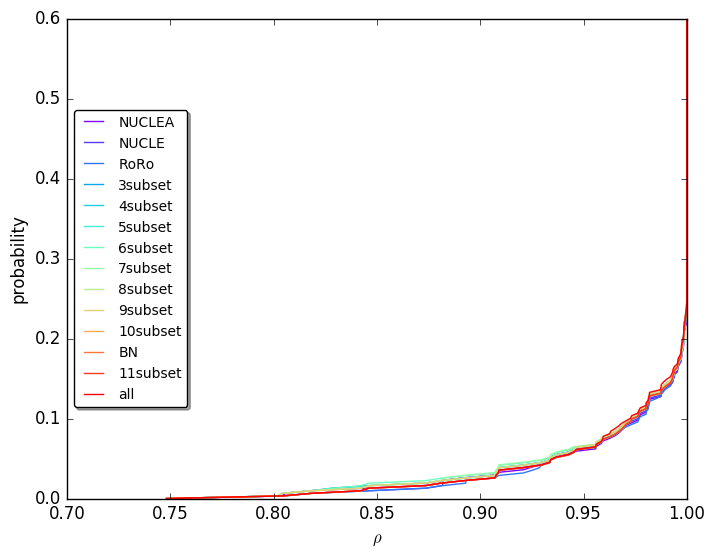 0.6
0.5
0.4
0.3
0.2
0.1
0.0
probability
NUCLEA
NUCLE
RoRo
3subset
4subset
5subset
6subset
7subset
8subset
9subset
10subset
BN
11subset
all
0.70 0.75 0.80 0.85 0.90 0.95 1.00
ρ